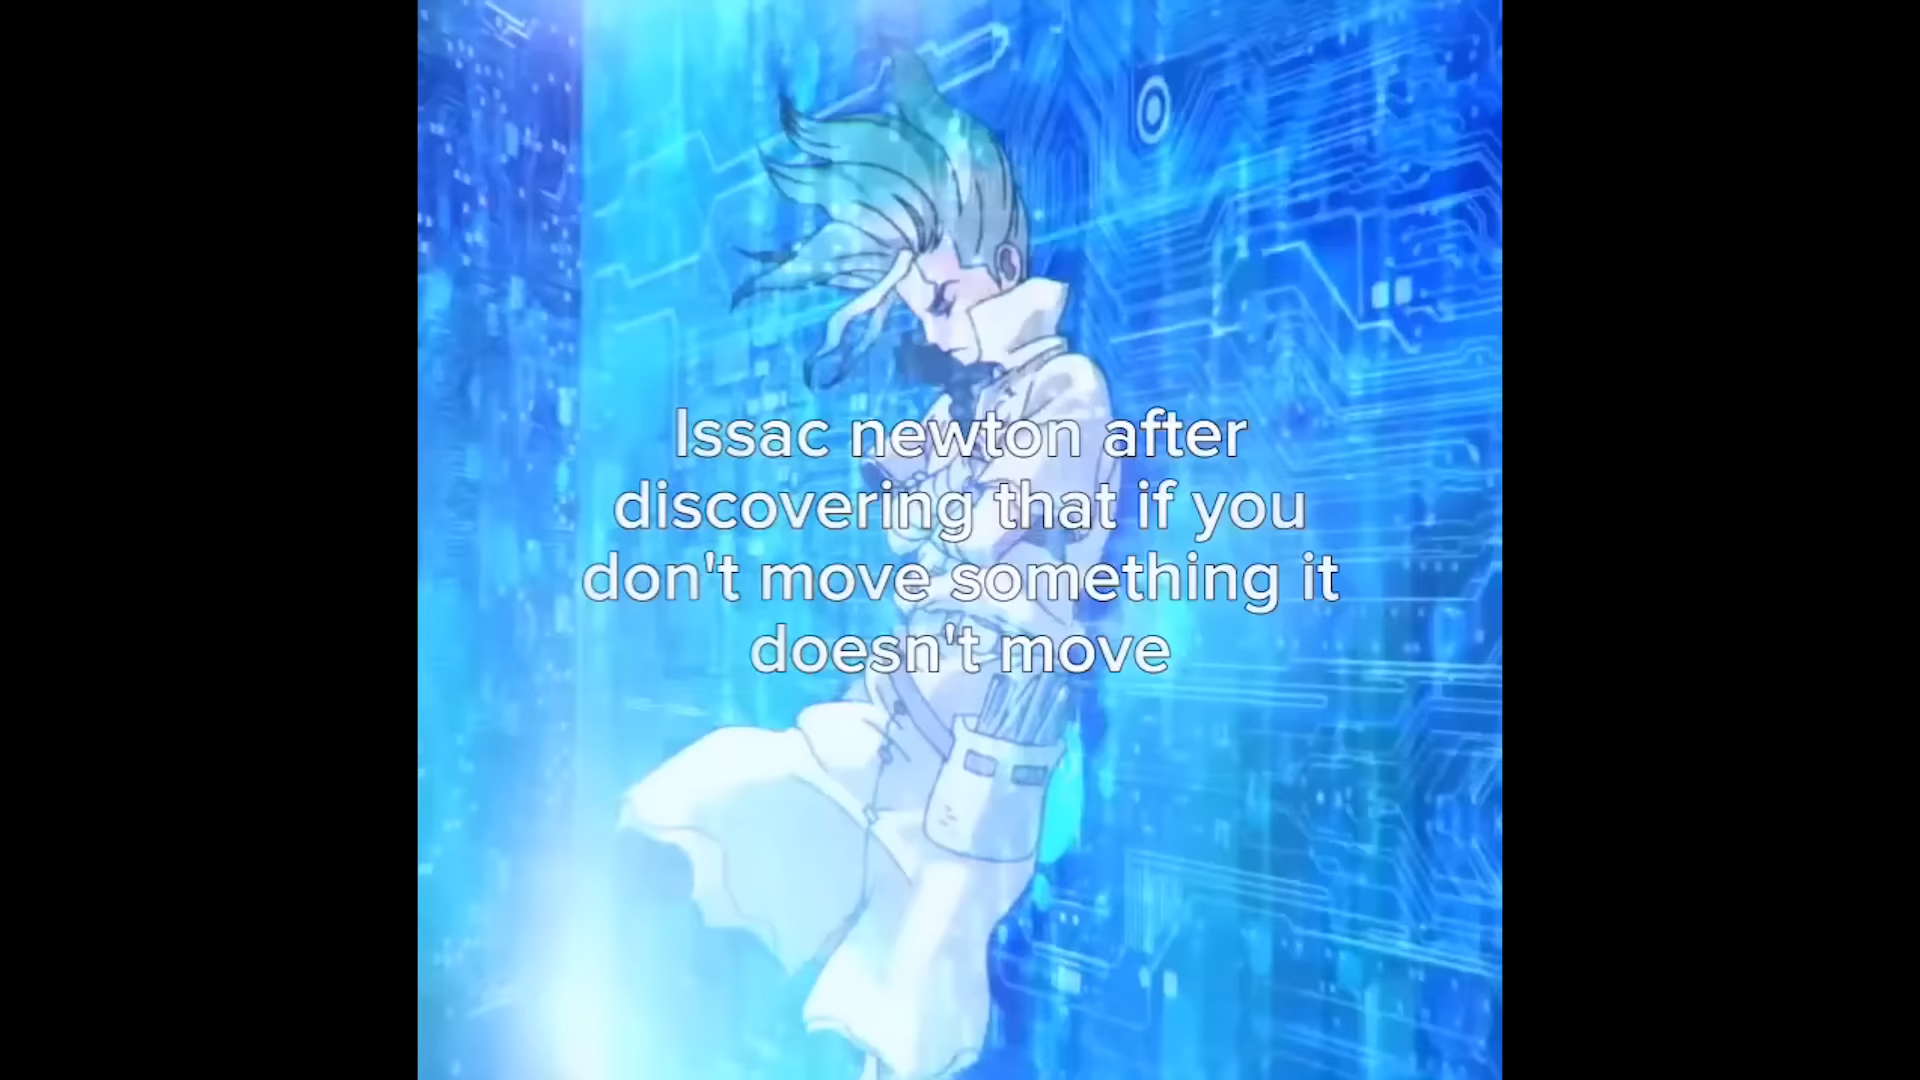 Issac newton after
discovering that if you
don't move something it
doesn't move